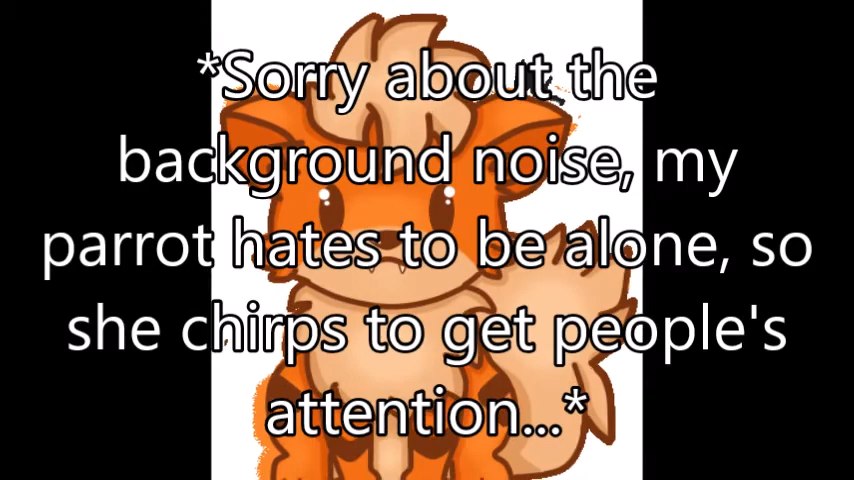 *Sorry about the
background noise, my
parrot hates to be alone, so
she chirps to get people's
attention...*